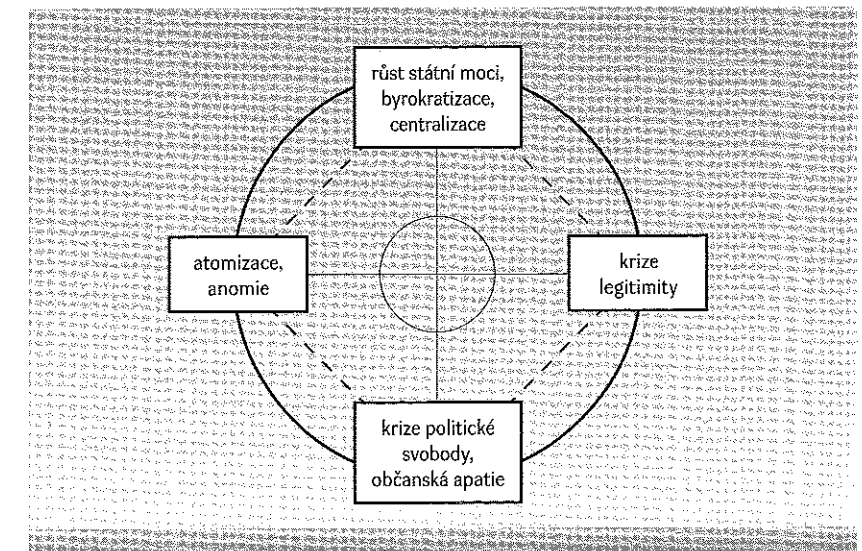 růst státní moci,
byrokratizace,
centralizace
atomizace,
anomie
krize
legitimity
krize politické
svobody,
občanská apatie